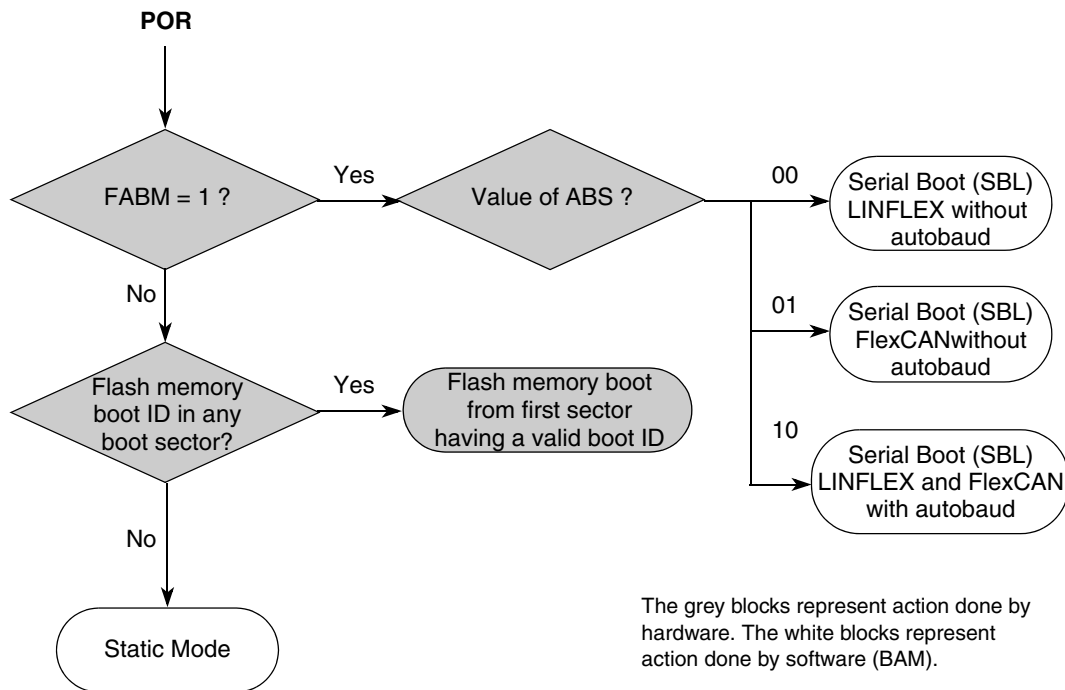 POR
FABM = 1 ?
Yes
Value of ABS ?
00
Serial Boot (SBL)
LINFLEX without
autobaud
No
01
Serial Boot (SBL)
FlexCANwithout
autobaud
Flash memory
boot ID in any
boot sector?
Yes
Flash memory boot
from first sector
having a valid boot ID
10
Serial Boot (SBL)
LINFLEX and FlexCAN
with autobaud
No
Static Mode
The grey blocks represent action done by
hardware. The white blocks represent
action done by software (BAM).